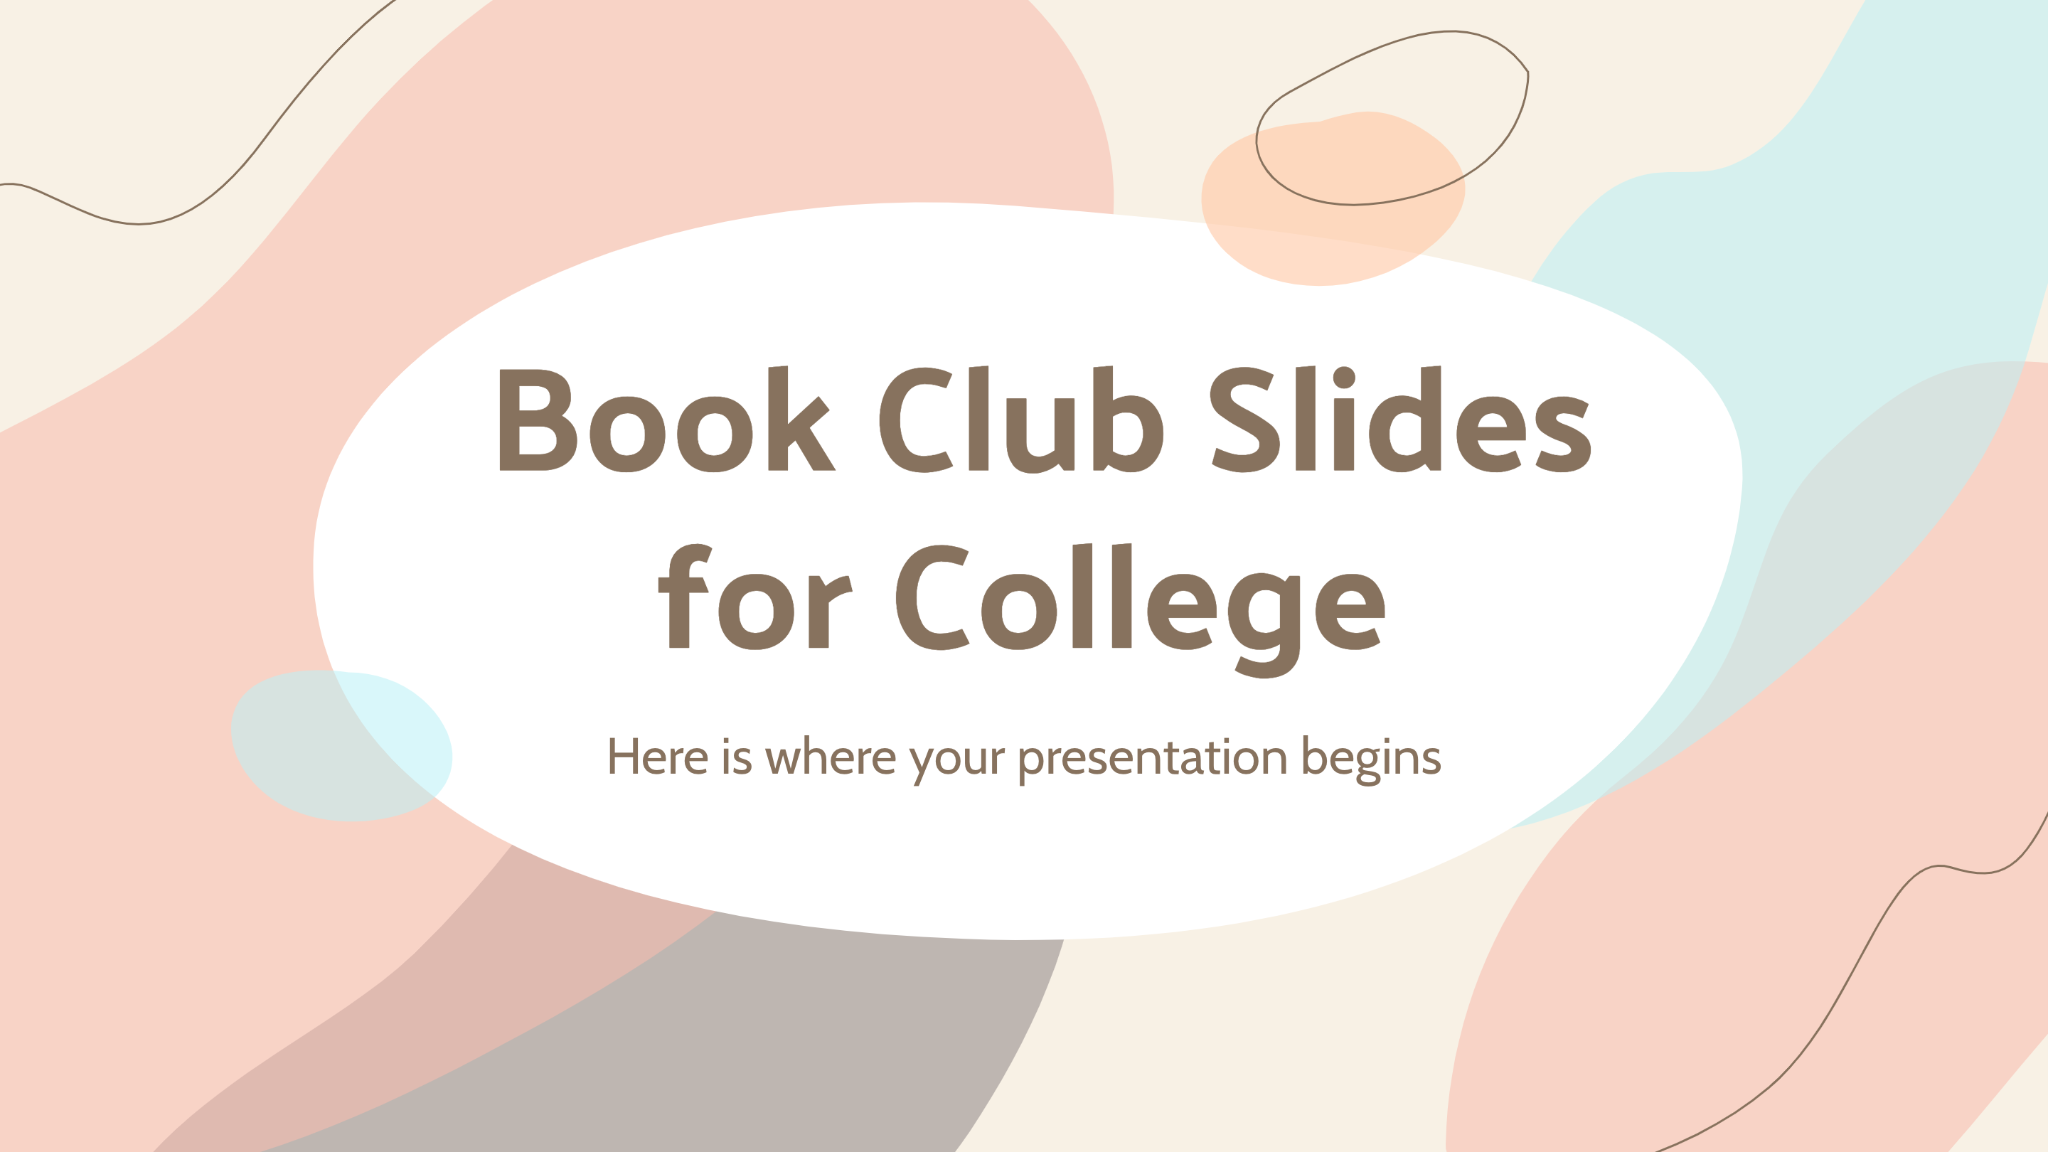 Book Club Slides
for College
Here is where your presentation begins